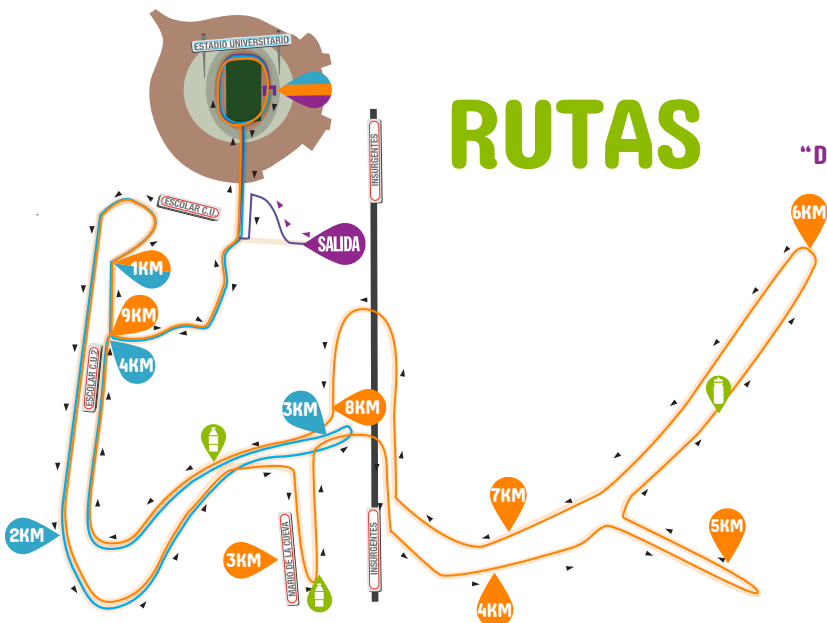 ESTADIO UNIVERSITARIO
RUTAS
INSURGENTES
“D
ESCOLAR C.U.
6KM
SALIDA
1KM
9KM
4KM
ESCOLAR C.U.2
3KM
8KM
7KM
2KM
3KM
MARIO DE LA CUEVA
INSURGENTES
5KM
4KM